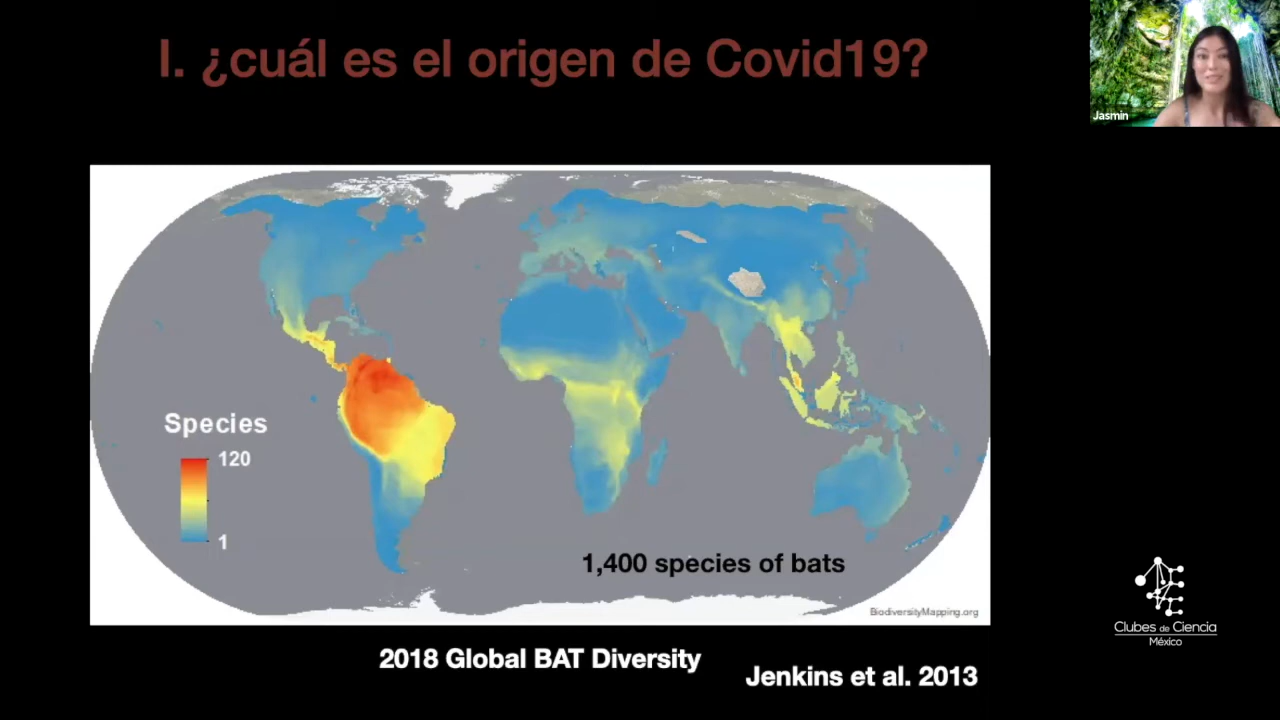 I. ¿cuál es el origen de Covid19?
Jasmin
Species
120
1
1,400 species of bats
BiodiversityMapping.org
2018 Global BAT Diversity
Jenkins et al. 2013
Clubes de Ciencia
México